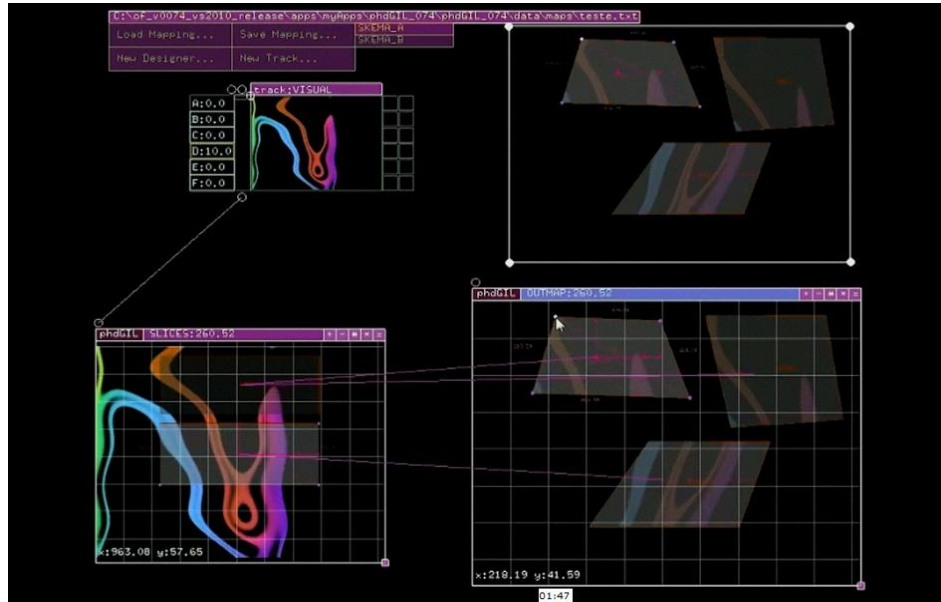 C:\of_v0074_vs2010_release\apps\myApps\phdGIL_074\phdGIL_074\data\maps\teste.txt
Load Mapping... Save Mapping... SKEMA_A
SKEMA_B
New Designer... New Track...
track:VISUAL
A:0.0
B:0.0
C:0.0
D:10.0
E:0.0
F:0.0
phdGIL OUTMAP:260.52
phdGIL SLICES:260.52
x:963.08 y:57.65
x:218.19 y:41.59
01:47